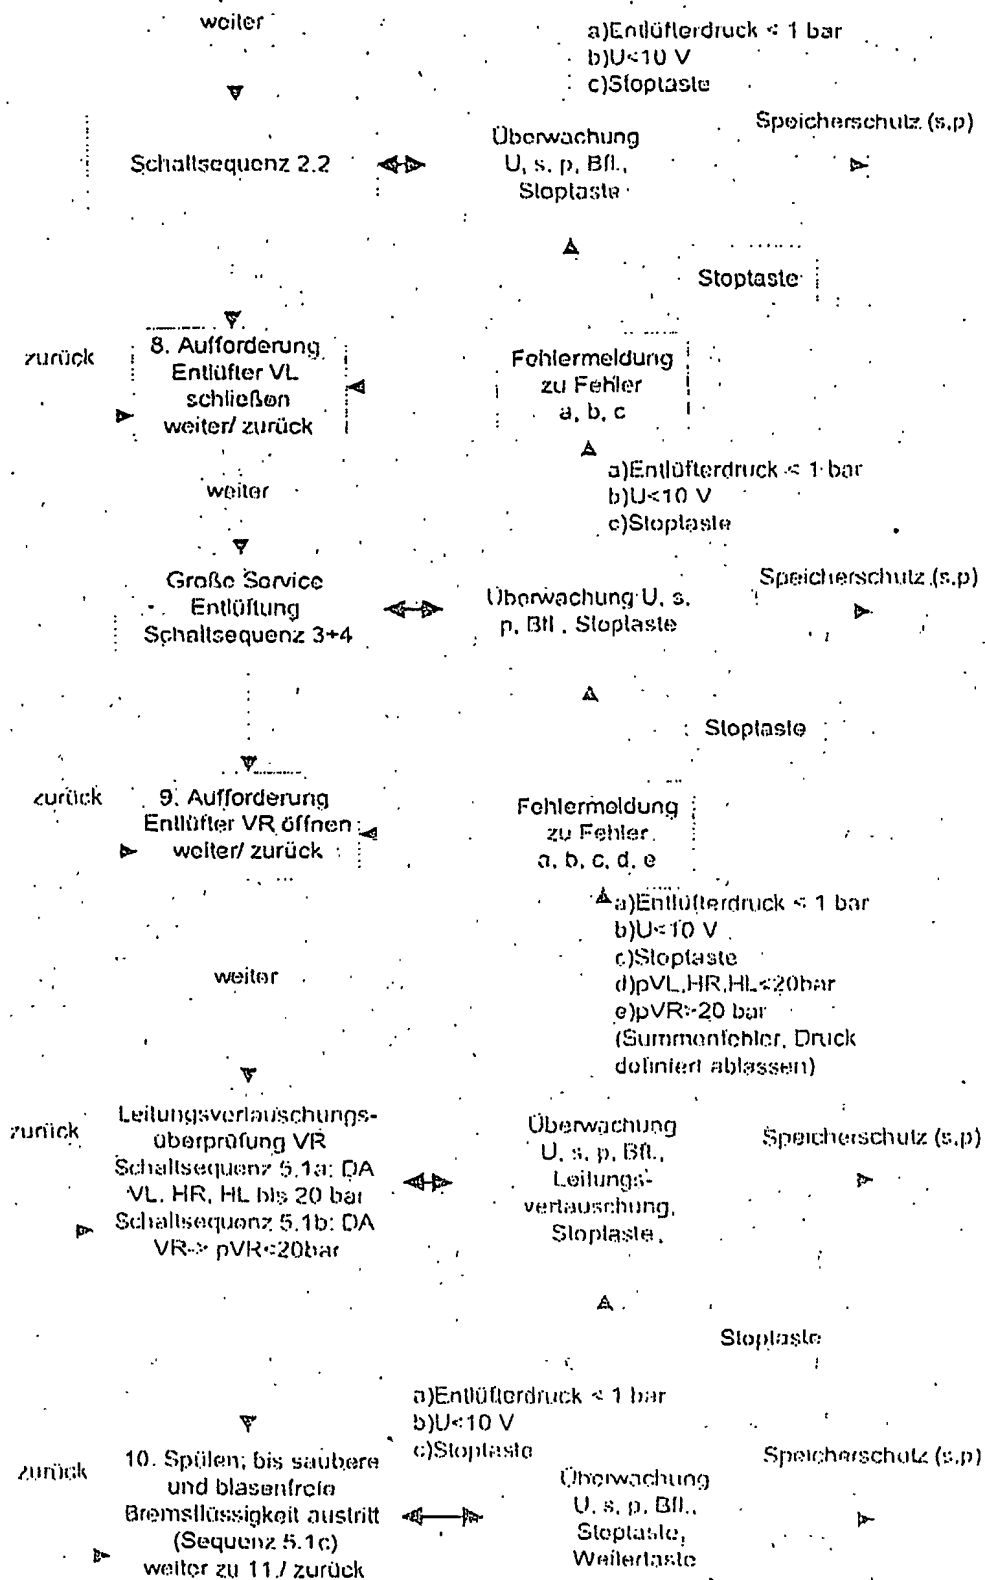 weiter
a)Entlüfterdruck < 1 bar
b)U<10 V
c)Stoptaste
Speicherschutz (s,p)
Schaltsequenz 2.2
Überwachung
U, s, p, Bfl.,
Stoptaste
Stoptaste
zurück
8. Aufforderung
Entlüfter VL
schließen
weiter/ zurück
Fehlermeldung
zu Fehler
a, b, c
weiter
a)Entlüfterdruck < 1 bar
b)U<10 V
c)Stoptaste
Große Service
Entlüftung
Schaltsequenz 3+4
Überwachung U, s,
p, Bfl., Stoptaste
Speicherschutz (s,p)
Stoptaste
zurück
9. Aufforderung
Entlüfter VR öffnen
weiter/ zurück
Fehlermeldung
zu Fehler
a, b, c, d, e
weiter
a)Entlüfterdruck < 1 bar
b)U<10 V
c)Stoptaste
d)pVL,HR,HL<20bar
e)pVR>20 bar
(Summenfehler, Druck
definiert ablassen)
zurück
Leitungsvertauschungs-
überprüfung VR
Schaltsequenz 5.1a: DA
VL, HR, HL bis 20 bar
Schaltsequenz 5.1b: DA
VR-> pVR<20bar
Überwachung
U, s, p, Bfl.,
Leitungs-
vertauschung,
Stoptaste,
Speicherschutz (s,p)
Stoptaste
a)Entlüfterdruck < 1 bar
b)U<10 V
c)Stoptaste
zurück
10. Spülen; bis saubere
und blasenfreie
Bremsflüssigkeit austritt
(Sequenz 5.1c)
weiter zu 11./ zurück
Überwachung
U, s, p, Bfl.,
Stoptaste,
Weitertaste
Speicherschutz (s,p)